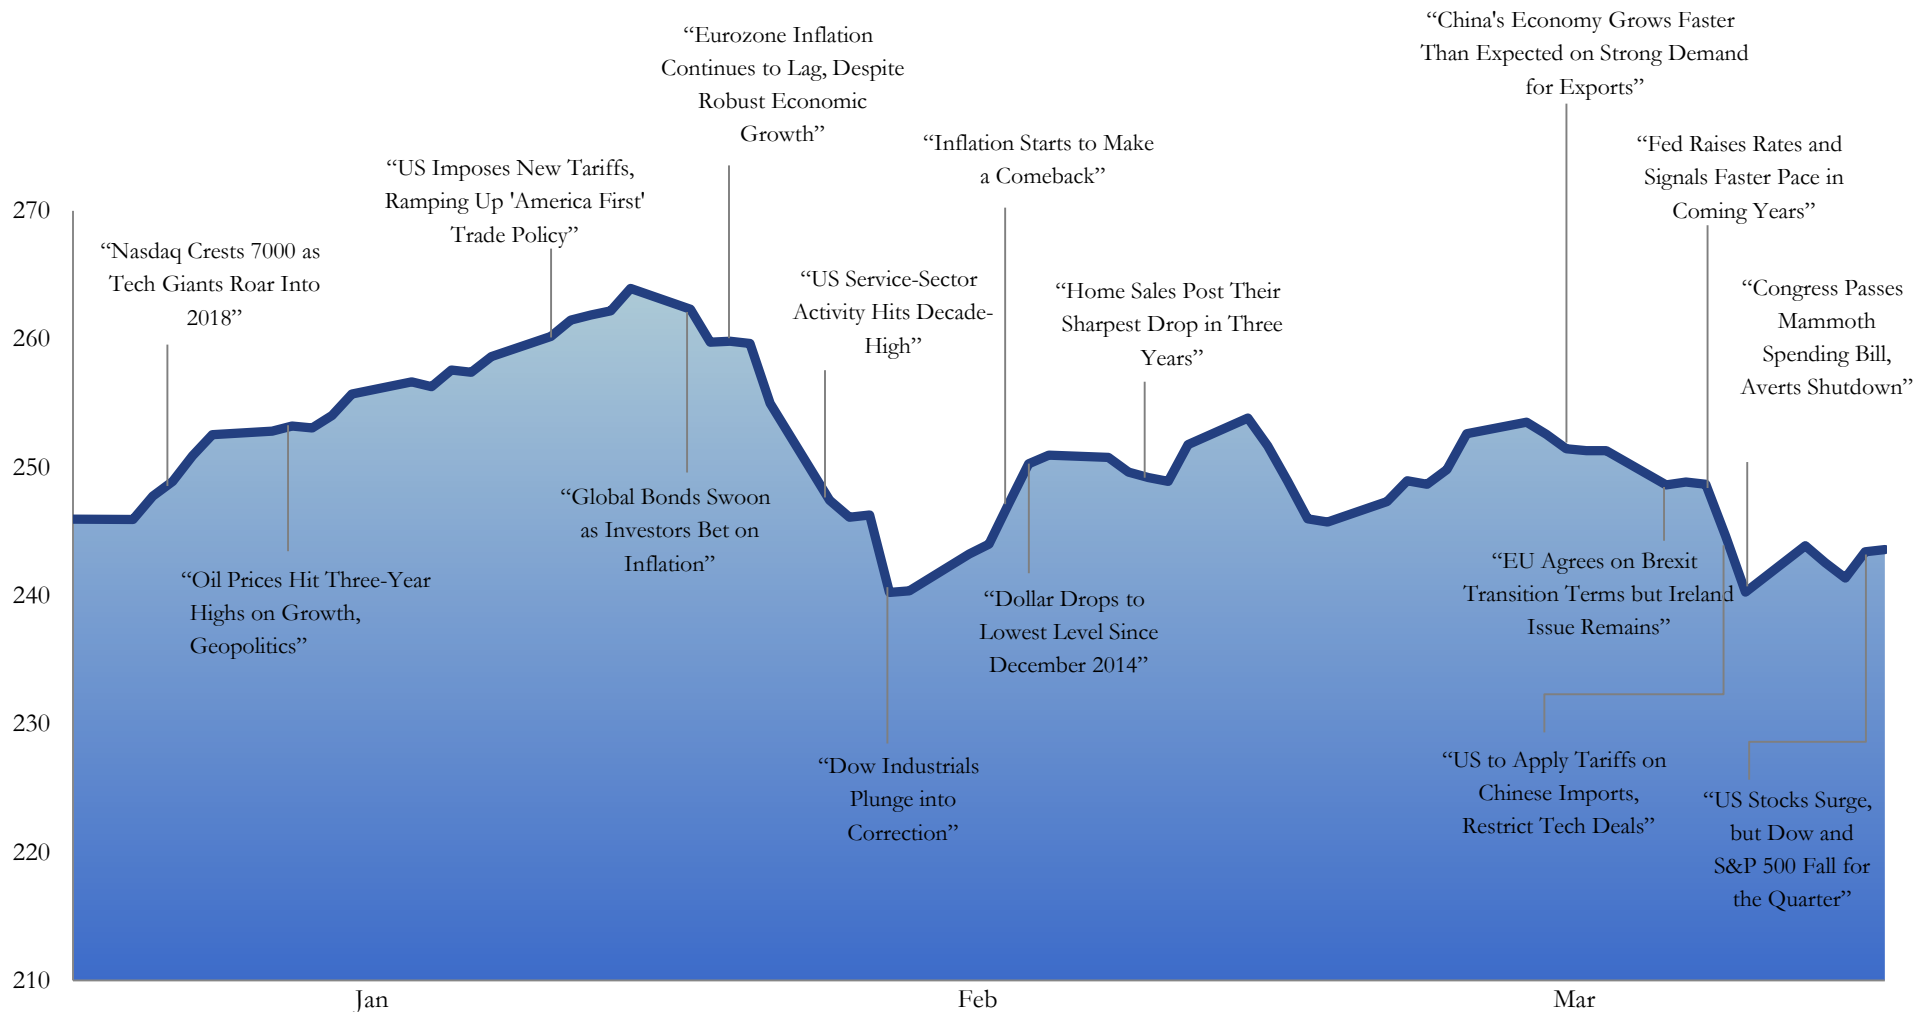 “China's Economy Grows Faster
Than Expected on Strong Demand
for Exports”
“Eurozone Inflation
Continues to Lag, Despite
Robust Economic
Growth”
“Inflation Starts to Make
a Comeback”
“Fed Raises Rates and
Signals Faster Pace in
Coming Years”
“US Imposes New Tariffs,
Ramping Up 'America First'
Trade Policy”
“Nasdaq Crests 7000 as
Tech Giants Roar Into
2018”
“US Service-Sector
Activity Hits Decade-
High”
“Home Sales Post Their
Sharpest Drop in Three
Years”
“Congress Passes
Mammoth
Spending Bill,
Averts Shutdown”
“Global Bonds Swoon
as Investors Bet on
Inflation”
“Oil Prices Hit Three-Year
Highs on Growth,
Geopolitics”
“Dollar Drops to
Lowest Level Since
December 2014”
“EU Agrees on Brexit
Transition Terms but Ireland
Issue Remains”
“Dow Industrials
Plunge into
Correction”
“US to Apply Tariffs on
Chinese Imports,
Restrict Tech Deals”
“US Stocks Surge,
but Dow and
S&P 500 Fall for
the Quarter”
270
260
250
240
230
220
210
Jan
Feb
Mar